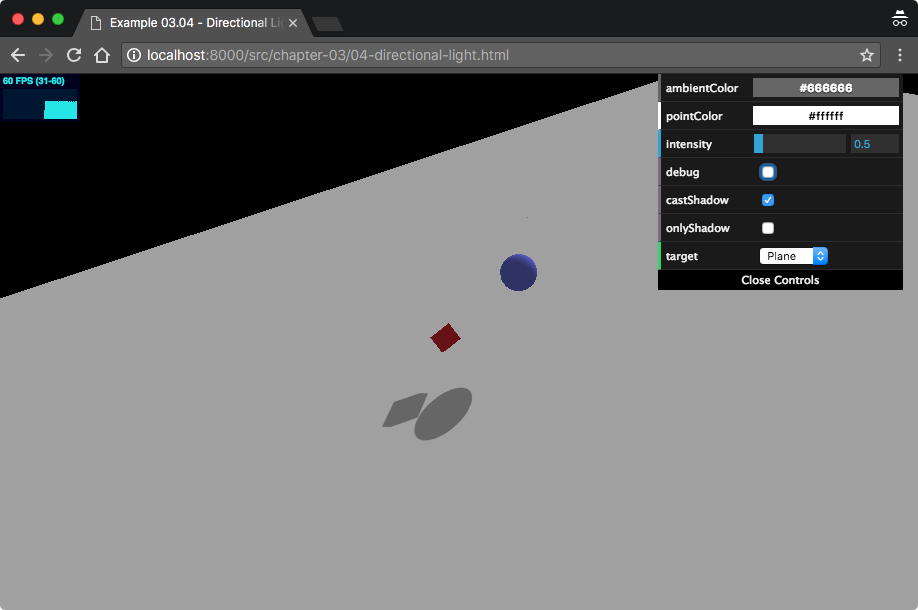 Example 03.04 - Directional Li
localhost:8000/src/chapter-03/04-directional-light.html
60 FPS (31-60)
ambientColor #666666
pointColor #ffffff
intensity 0.5
debug
castShadow
onlyShadow
target Plane
Close Controls